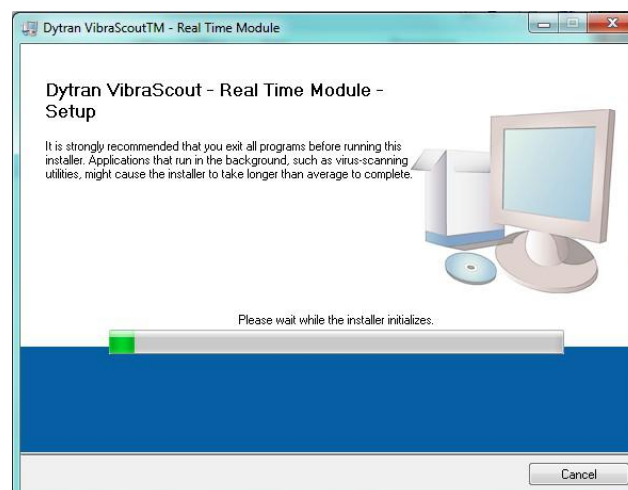 Dytran VibraScoutTM - Real Time Module
Dytran VibraScout - Real Time Module -
Setup
It is strongly recommended that you exit all programs before running this
installer. Applications that run in the background, such as virus-scanning
utilities, might cause the installer to take longer than average to complete.
Please wait while the installer initializes.
Cancel